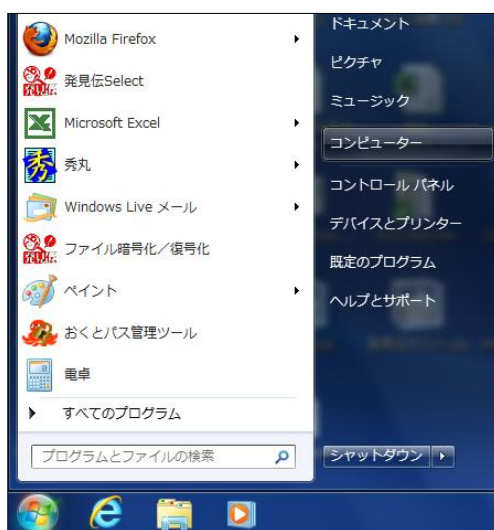 Mozilla Firefox
発見伝Select
Microsoft Excel
秀丸
Windows Live メール
ファイル暗号化／復号化
ペイント
おくとパス管理ツール
電卓
すべてのプログラム
プログラムとファイルの検索
ドキュメント
ピクチャ
ミュージック
コンピューター
コントロール パネル
デバイスとプリンター
既定のプログラム
ヘルプとサポート
シャットダウン